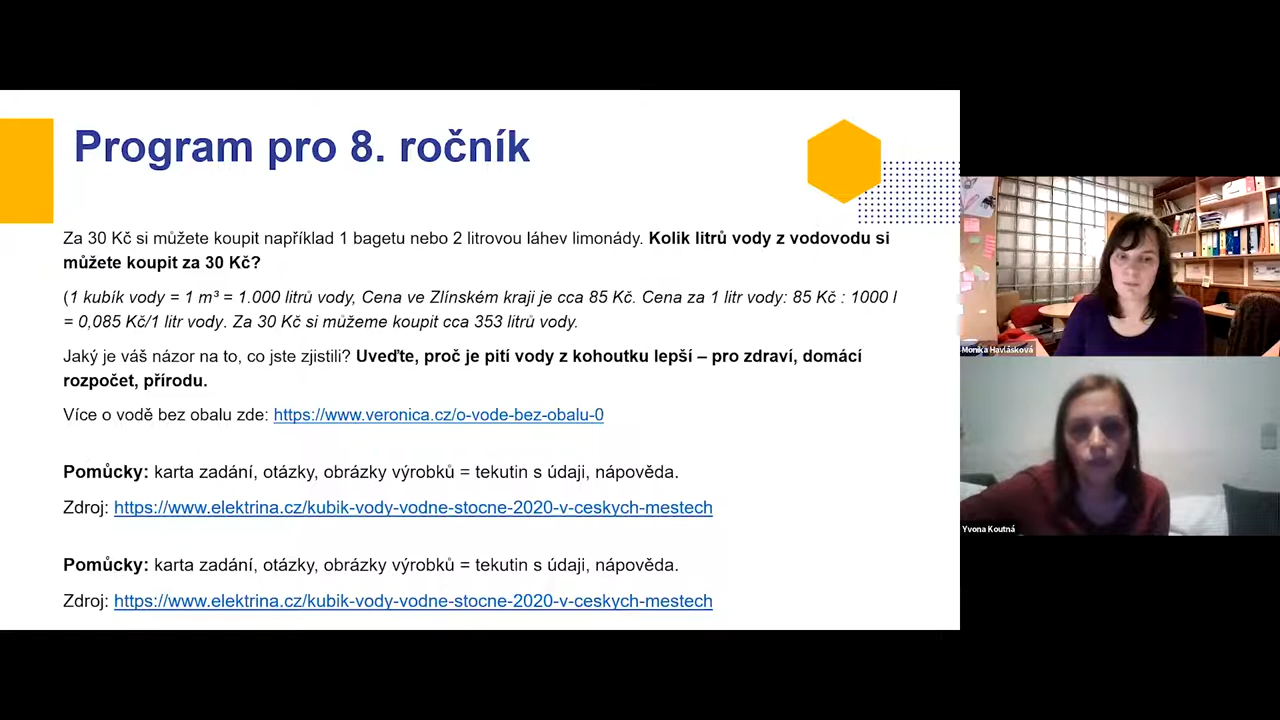 Program pro 8. ročník
Za 30 Kč si můžete koupit například 1 bagetu nebo 2 litrovou láhev limonády. Kolik litrů vody z vodovodu si
můžete koupit za 30 Kč?
(1 kubík vody = 1 m³ = 1.000 litrů vody, Cena ve Zlínském kraji je cca 85 Kč. Cena za 1 litr vody: 85 Kč : 1000 l
= 0,085 Kč/1 litr vody. Za 30 Kč si můžeme koupit cca 353 litrů vody.
Jaký je váš názor na to, co jste zjistili? Uveďte, proč je pití vody z kohoutku lepší – pro zdraví, domácí
rozpočet, přírodu.
Více o vodě bez obalu zde: https://www.veronica.cz/o-vode-bez-obalu-0
Pomůcky: karta zadání, otázky, obrázky výrobků = tekutin s údaji, nápověda.
Zdroj: https://www.elektrina.cz/kubik-vody-vodne-stocne-2020-v-ceskych-mestech
Pomůcky: karta zadání, otázky, obrázky výrobků = tekutin s údaji, nápověda.
Zdroj: https://www.elektrina.cz/kubik-vody-vodne-stocne-2020-v-ceskych-mestech
Monika Havlásková
Yvona Koutná